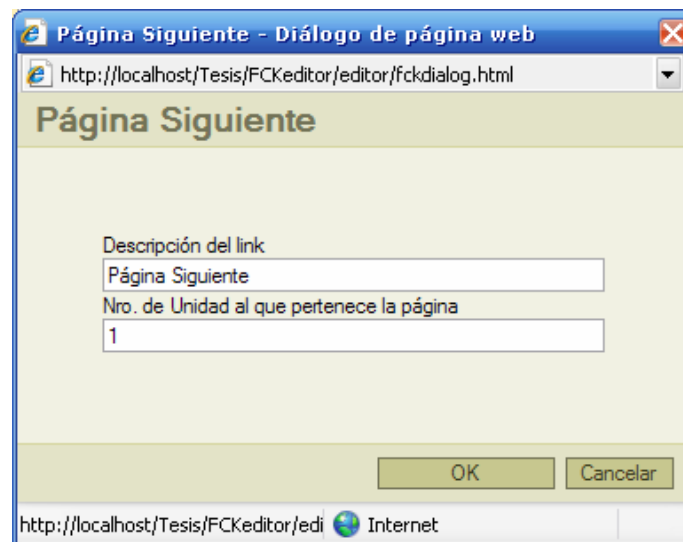 Página Siguiente - Diálogo de página web
http://localhost/Tesis/FCKeditor/editor/fckdialog.html
Página Siguiente
Descripción del link
Página Siguiente
Nro. de Unidad al que pertenece la página
1
OK Cancelar
http://localhost/Tesis/FCKeditor/edi Internet